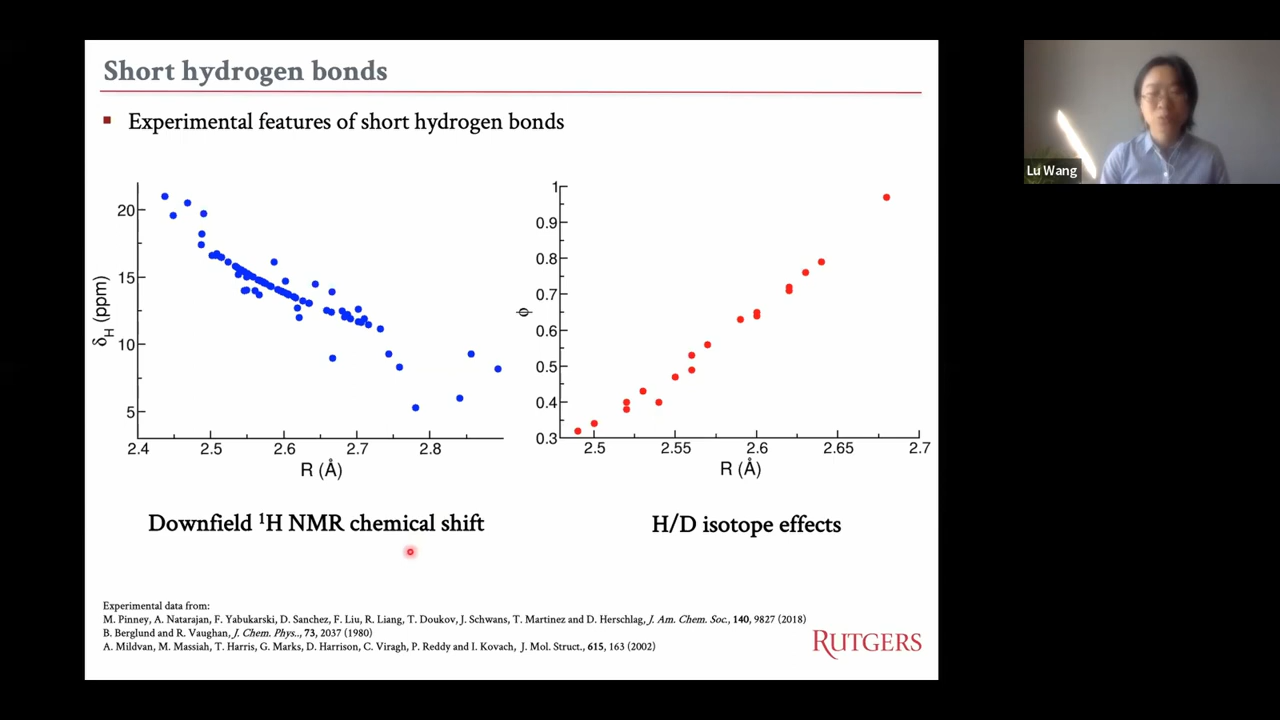 Short hydrogen bonds
Experimental features of short hydrogen bonds
20
15
10
5
δH (ppm)
2.4 2.5 2.6 2.7 2.8
R (Å)
1
0.9
0.8
0.7
0.6
0.5
0.4
0.3
ϕ
2.5 2.55 2.6 2.65 2.7
R (Å)
Downfield ¹H NMR chemical shift
H/D isotope effects
Experimental data from:
M. Pinney, A. Natarajan, F. Yabukarski, D. Sanchez, F. Liu, R. Liang, T. Doukov, J. Schwans, T. Martinez and D. Herschlag, J. Am. Chem. Soc., 140, 9827 (2018)
B. Berglund and R. Vaughan, J. Chem. Phys.., 73, 2037 (1980)
A. Mildvan, M. Massiah, T. Harris, G. Marks, D. Harrison, C. Viragh, P. Reddy and I. Kovach, J. Mol. Struct., 615, 163 (2002)
RUTGERS
Lu Wang